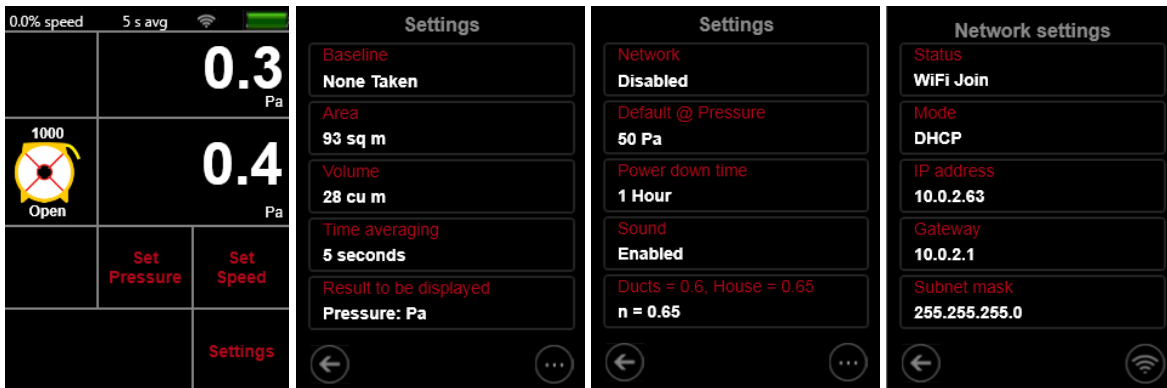 0.0% speed 5 s avg
0.3
Pa
1000
Open
0.4
Pa
Set
Pressure
Set
Speed
Settings
Settings
Baseline
None Taken
Area
93 sq m
Volume
28 cu m
Time averaging
5 seconds
Result to be displayed
Pressure: Pa
Settings
Network
Disabled
Default @ Pressure
50 Pa
Power down time
1 Hour
Sound
Enabled
Ducts = 0.6, House = 0.65
n = 0.65
Network settings
Status
WiFi Join
Mode
DHCP
IP address
10.0.2.63
Gateway
10.0.2.1
Subnet mask
255.255.255.0